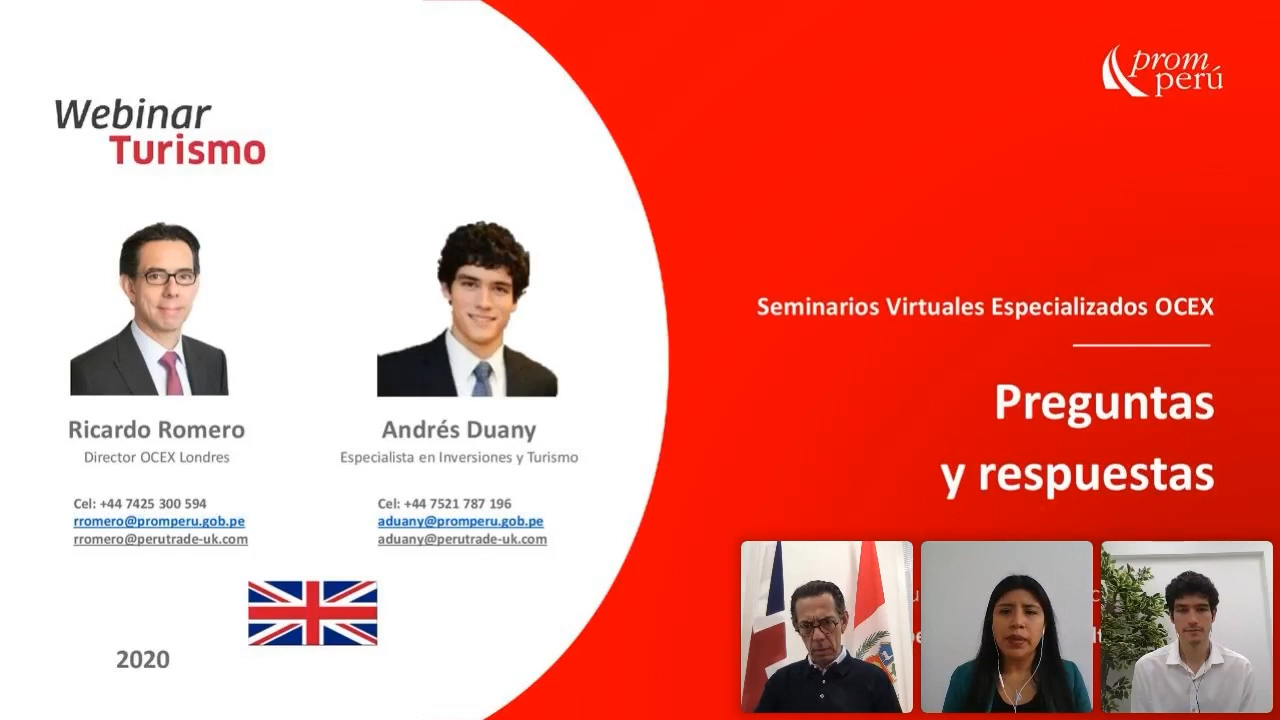 Webinar
Turismo
Ricardo Romero
Director OCEX Londres
Cel: +44 7425 300 594
rromero@promperu.gob.pe
rromero@perutrade-uk.com
Andrés Duany
Especialista en Inversiones y Turismo
Cel: +44 7521 787 196
aduany@promperu.gob.pe
aduany@perutrade-uk.com
2020
prom
perú
Seminarios Virtuales Especializados OCEX
Preguntas
y respuestas